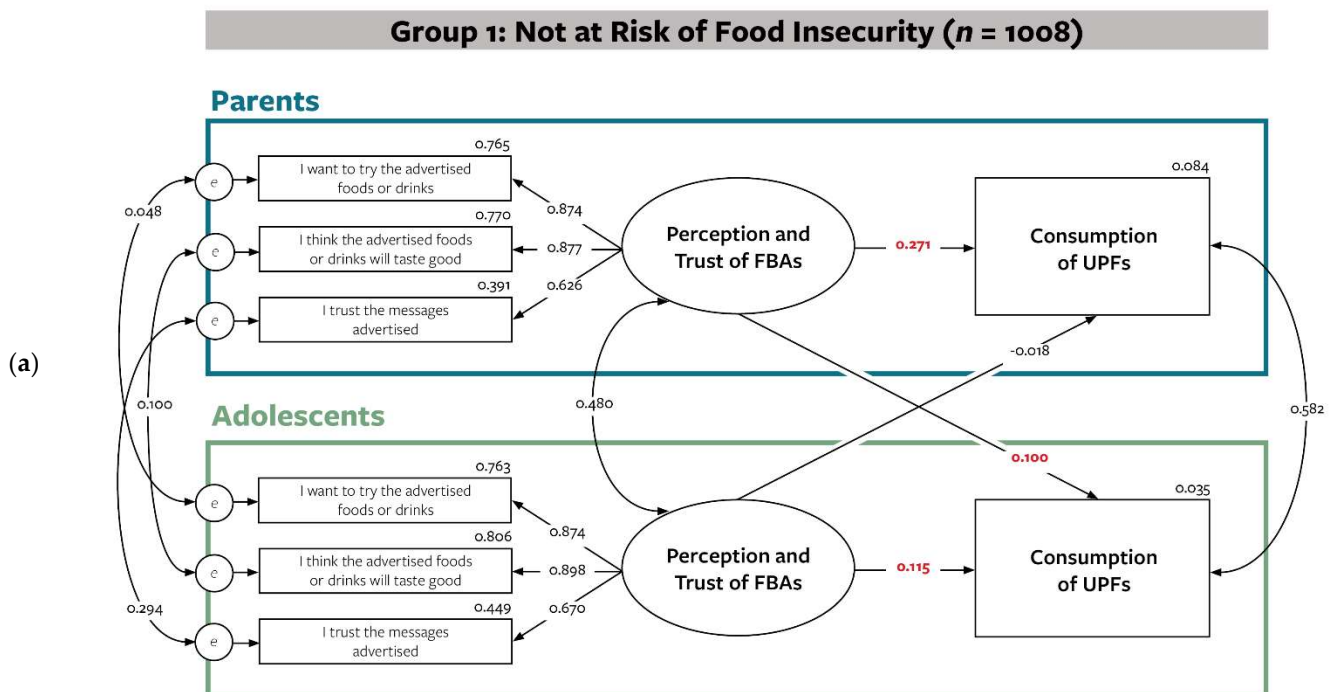 Group 1: Not at Risk of Food Insecurity (n = 1008)
Parents
0.765
I want to try the advertised
foods or drinks
0.084
0.048
0.874
0.770
I think the advertised foods
or drinks will taste good
0.877
Perception and
Trust of FBAs
0.271
Consumption
of UPFs
0.391
0.626
I trust the messages
advertised
(a)
-0.018
0.100
0.480
0.582
Adolescents
0.763
0.100
0.035
I want to try the advertised
foods or drinks
0.874
0.806
I think the advertised foods
or drinks will taste good
0.898
Perception and
Trust of FBAs
0.115
Consumption
of UPFs
0.294
0.449
0.670
I trust the messages
advertised
e
e
e
e
e
e